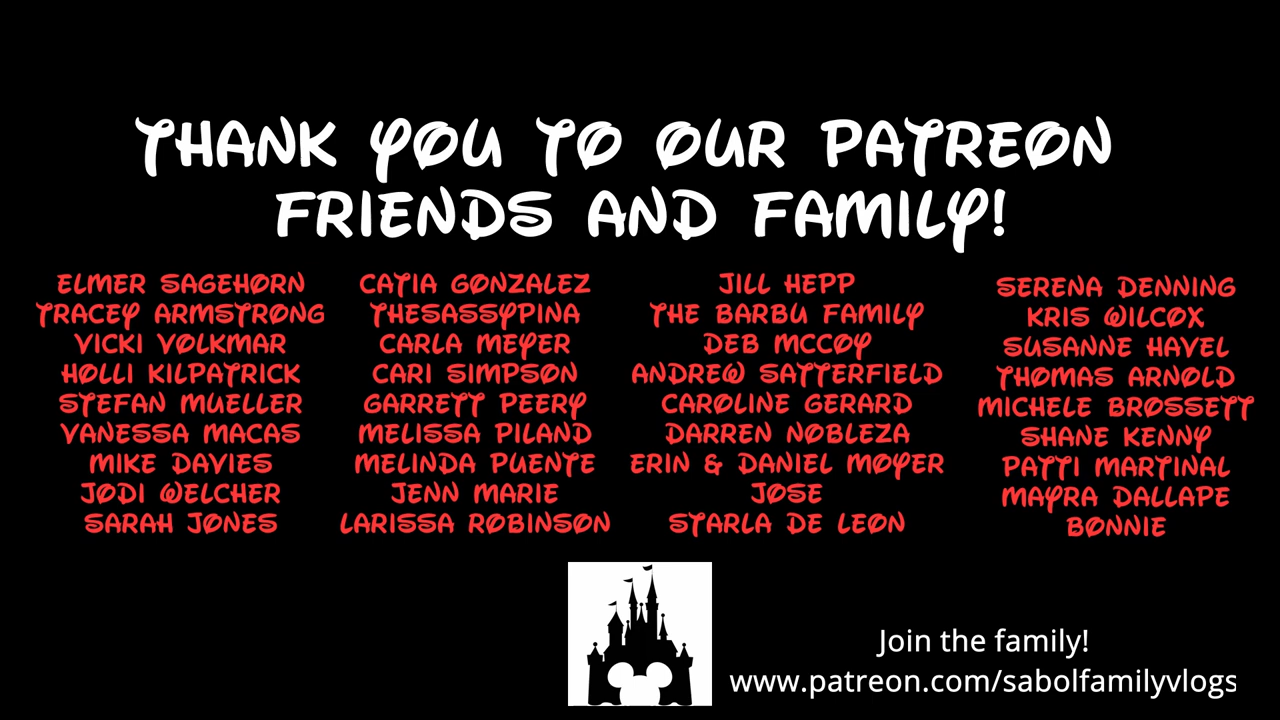 THANK YOU TO OUR PATREON
FRIENDS AND FAMILY!
ELMER SAGEHORN
TRACEY ARMSTRONG
VICKI VOLKMAR
HOLLI KILPATRICK
STEFAN MUELLER
VANESSA MACAS
MIKE DAVIES
JODI WELCHER
SARAH JONES
CATIA GONZALEZ
THESASSYPINA
CARLA MEYER
CARI SIMPSON
GARRETT PEERY
MELISSA PILAND
MELINDA PUENTE
JENN MARIE
LARISSA ROBINSON
JILL HEPP
THE BARBU FAMILY
DEB MCCOY
ANDREW SATTERFIELD
CAROLINE GERARD
DARREN NOBLEZA
ERIN & DANIEL MOYER
JOSE
STARLA DE LEON
SERENA DENNING
KRIS WILCOX
SUSANNE HAVEL
THOMAS ARNOLD
MICHELE BROSSETT
SHANE KENNY
PATTI MARTINAL
MAYRA DALLAPE
BONNIE
Join the family!
www.patreon.com/sabolfamilyvlogs